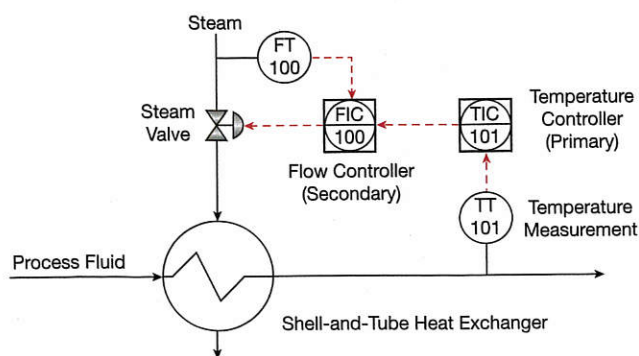 Steam
FT
100
Steam
Valve
FIC
100
TIC
101
Temperature
Controller
(Primary)
Flow Controller
(Secondary)
TT
101
Temperature
Measurement
Process Fluid
Shell-and-Tube Heat Exchanger